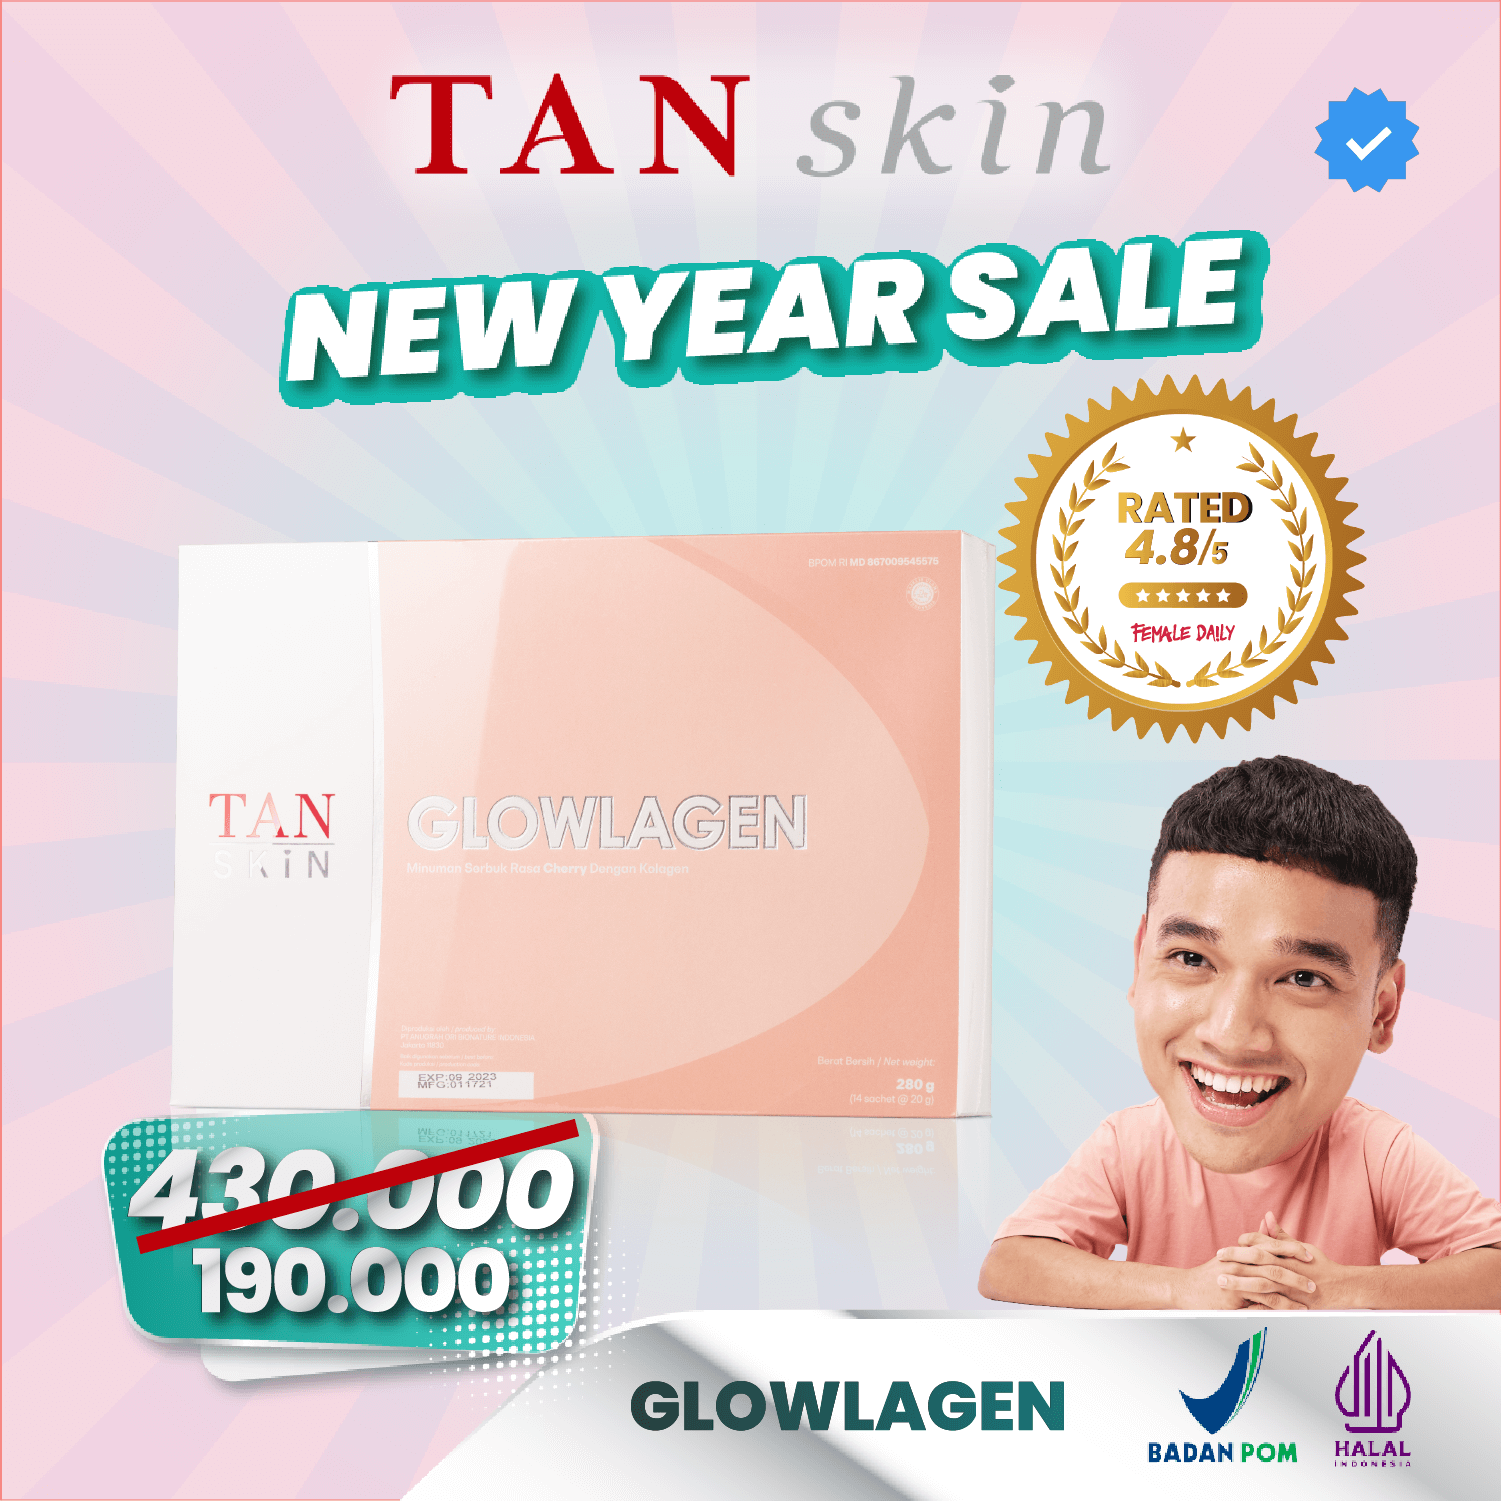 TAN skin
NEW YEAR SALE
RATED
4.8/5
FEMALE DAILY
BPOM RI MD 867009545575
TAN
SKiN
GLOWLAGEN
Minuman Serbuk Rasa Cherry Dengan Kolagen
EXP:09 2023
MFG:011721
Berat Bersih / Net weight:
280 g
(14 sachet @ 20 g)
430.000
190.000
GLOWLAGEN
BADAN POM
HALAL
INDONESIA